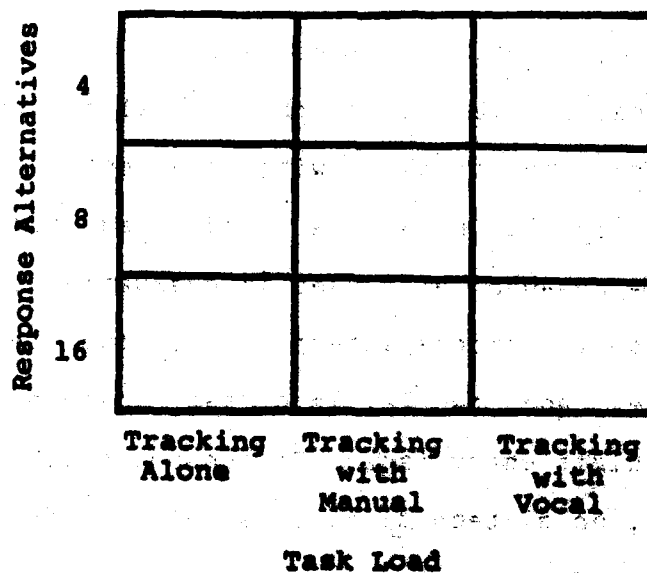 Response Alternatives
4
8
16
Tracking Alone
Tracking with Manual
Tracking with Vocal
Task Load